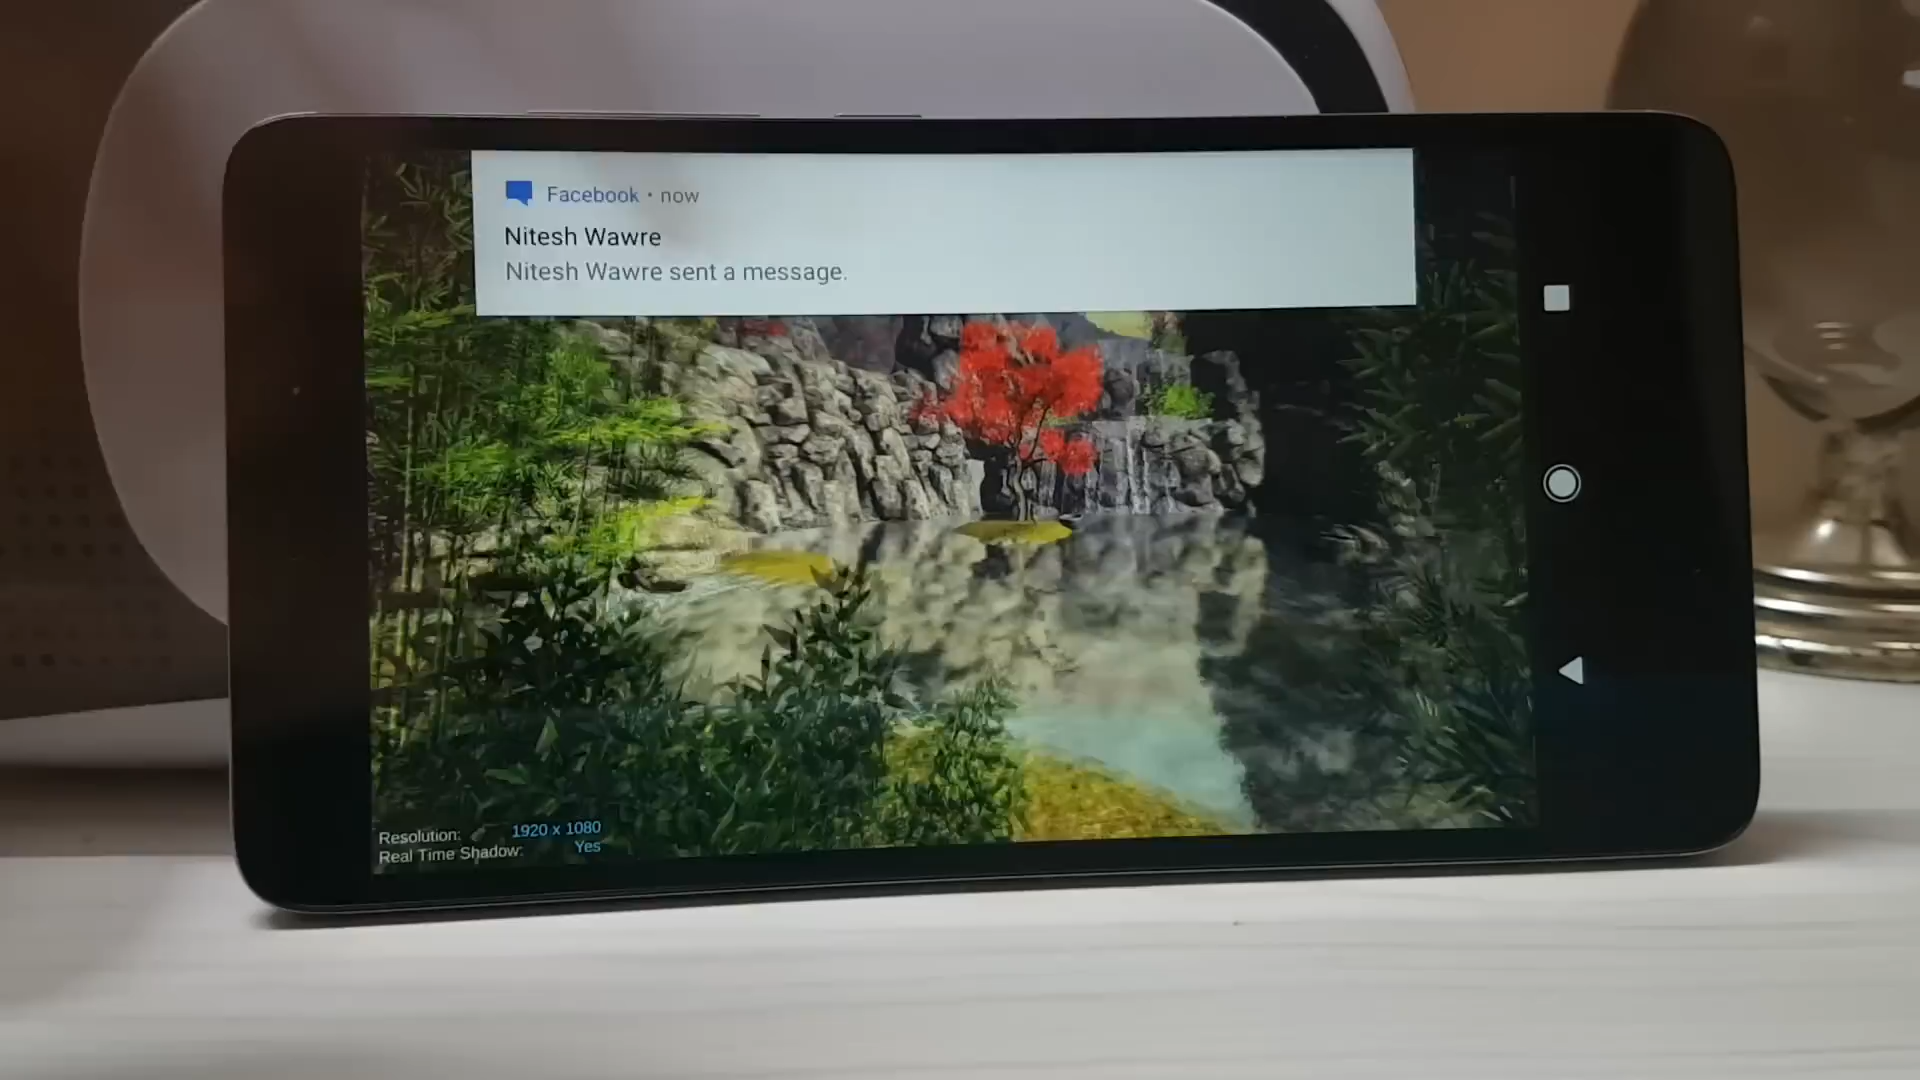 Facebook • now
Nitesh Wawre
Nitesh Wawre sent a message.
Resolution: 1920 x 1080
Real Time Shadow: Yes